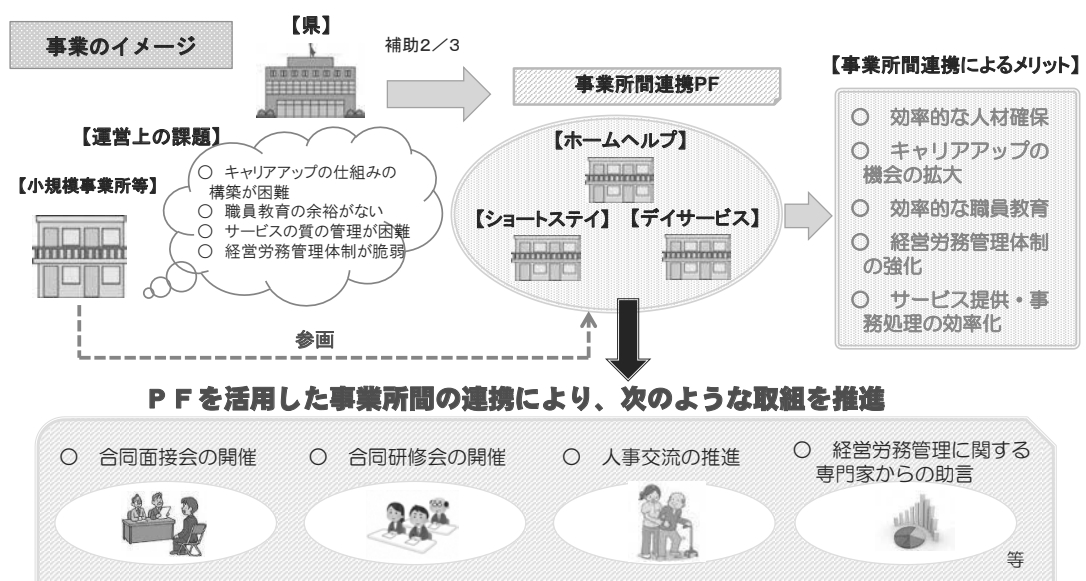 事業のイメージ
【県】
補助2／3
事業所間連携PF
【事業所間連携によるメリット】
【運営上の課題】
【小規模事業所等】
○ キャリアアップの仕組みの
構築が困難
○ 職員教育の余裕がない
○ サービスの質の管理が困難
○ 経営労務管理体制が脆弱
【ホームヘルプ】
【ショートステイ】
【デイサービス】
○ 効率的な人材確保
○ キャリアアップの
機会の拡大
○ 効率的な職員教育
○ 経営労務管理体制
の強化
○ サービス提供・事
務処理の効率化
参画
ＰＦを活用した事業所間の連携により、次のような取組を推進
○ 合同面接会の開催
○ 合同研修会の開催
○ 人事交流の推進
○ 経営労務管理に関する
専門家からの助言
等